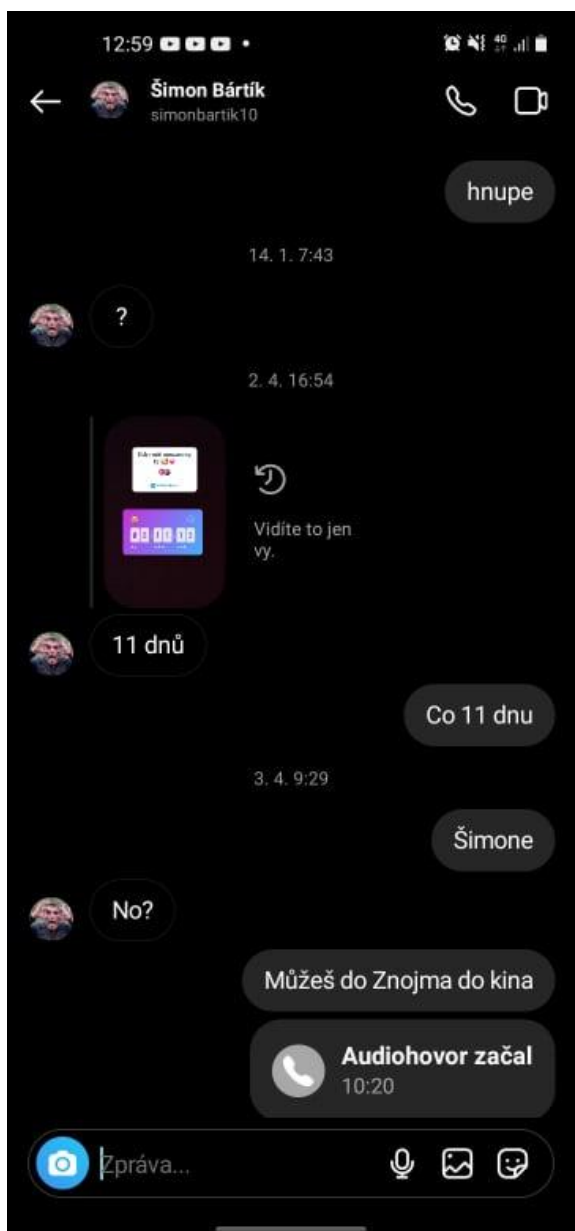 12:59
4G
Šimon Bártík
simonbartik10
hnupe
14. 1. 7:43
?
2. 4. 16:54
Vidíte to jen
vy.
11 dnů
Co 11 dnu
3. 4. 9:29
Šimone
No?
Můžeš do Znojma do kina
Audiohovor začal
10:20
Zpráva...